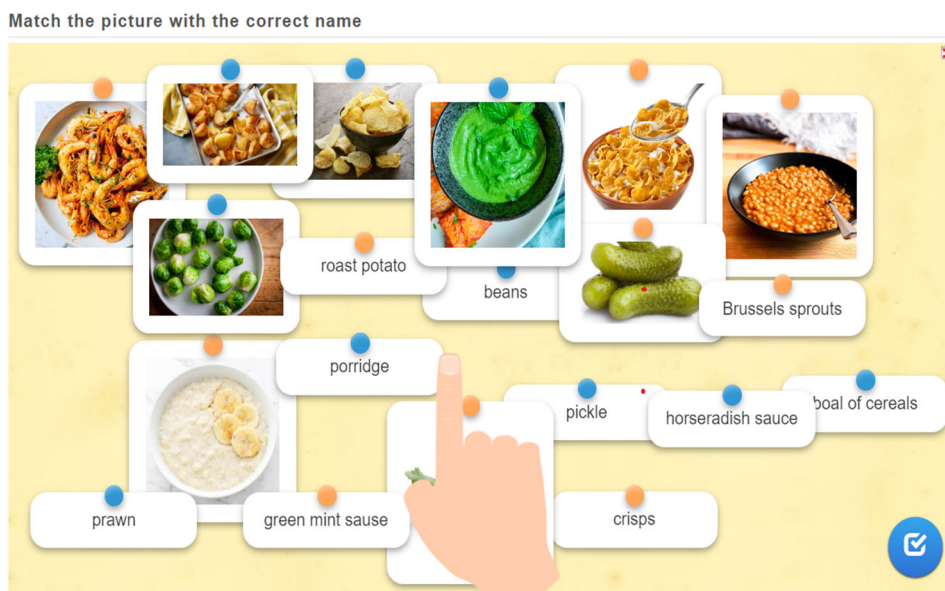 Match the picture with the correct name
roast potato
beans
Brussels sprouts
porridge
pickle
horseradish sauce
boal of cereals
prawn
green mint sause
crisps